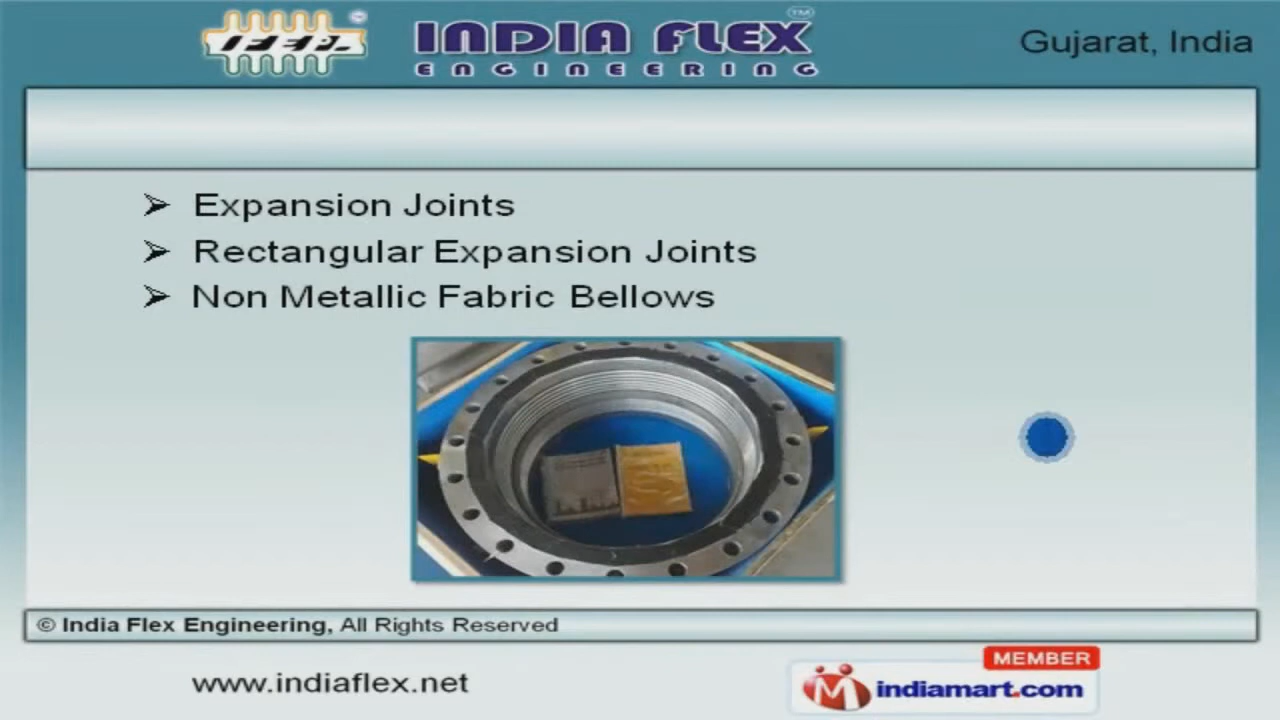 INDIA FLEX TM
ENGINEERING
Gujarat, India
➢ Expansion Joints
➢ Rectangular Expansion Joints
➢ Non Metallic Fabric Bellows
© India Flex Engineering, All Rights Reserved
www.indiaflex.net
MEMBER
indiamart.com